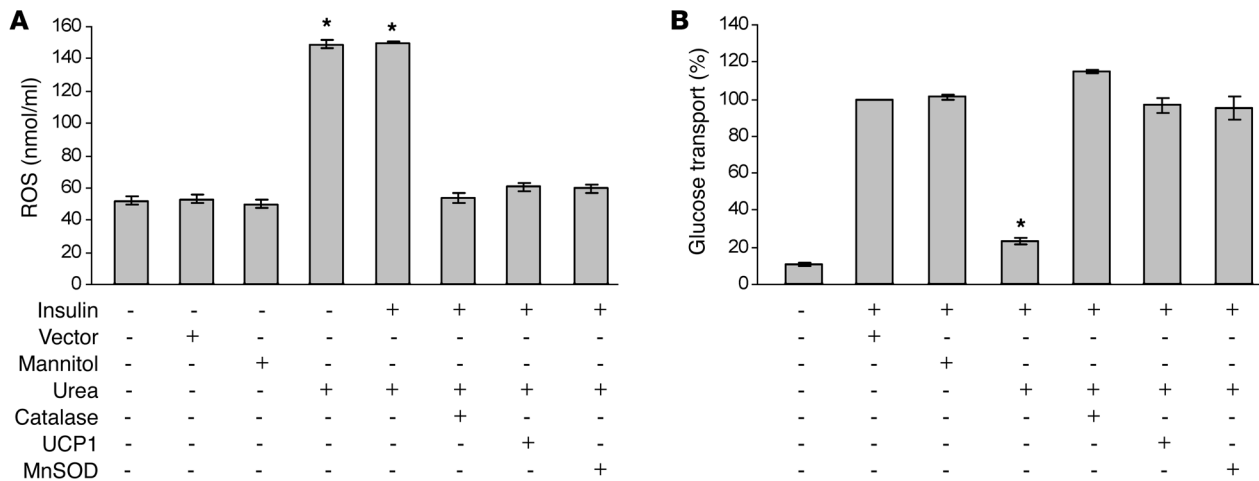 A
B
ROS (nmol/ml)
160
140
120
100
80
60
40
20
0
* *
Glucose transport (%)
140
120
100
80
60
40
20
0
*
Insulin - - - - + + + + - + + + + + +
Vector - + - - - - - - - + - - - - -
Mannitol - - + - - - - - - - + - - - -
Urea - - - + + + + + - - - + + + +
Catalase - - - - - + - - - - - - + - -
UCP1 - - - - - - + - - - - - - + -
MnSOD - - - - - - - + - - - - - - +